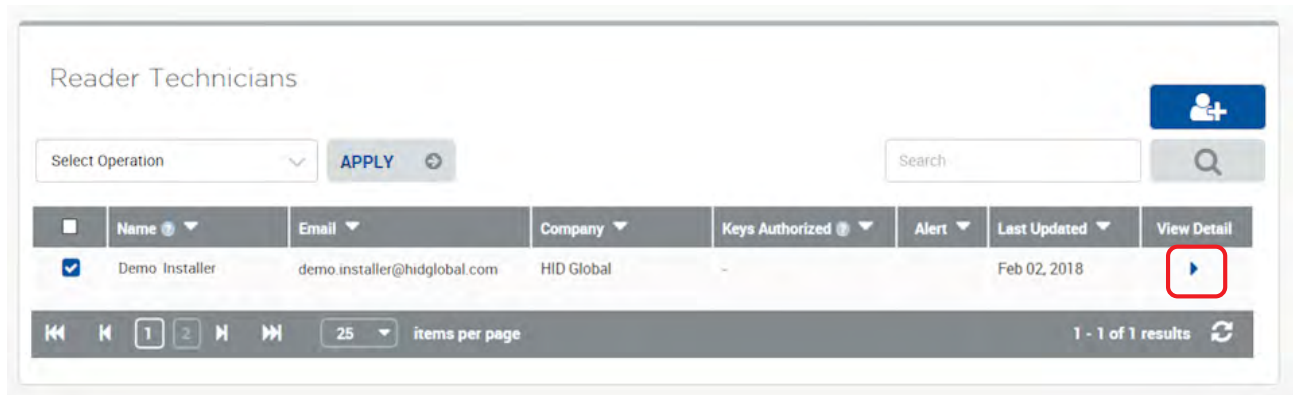 Reader Technicians
Select Operation APPLY Search
Name ? Email Company Keys Authorized ? Alert Last Updated View Detail
Demo Installer demo.installer@hidglobal.com HID Global - Feb 02, 2018
1 2 25 items per page 1 - 1 of 1 results